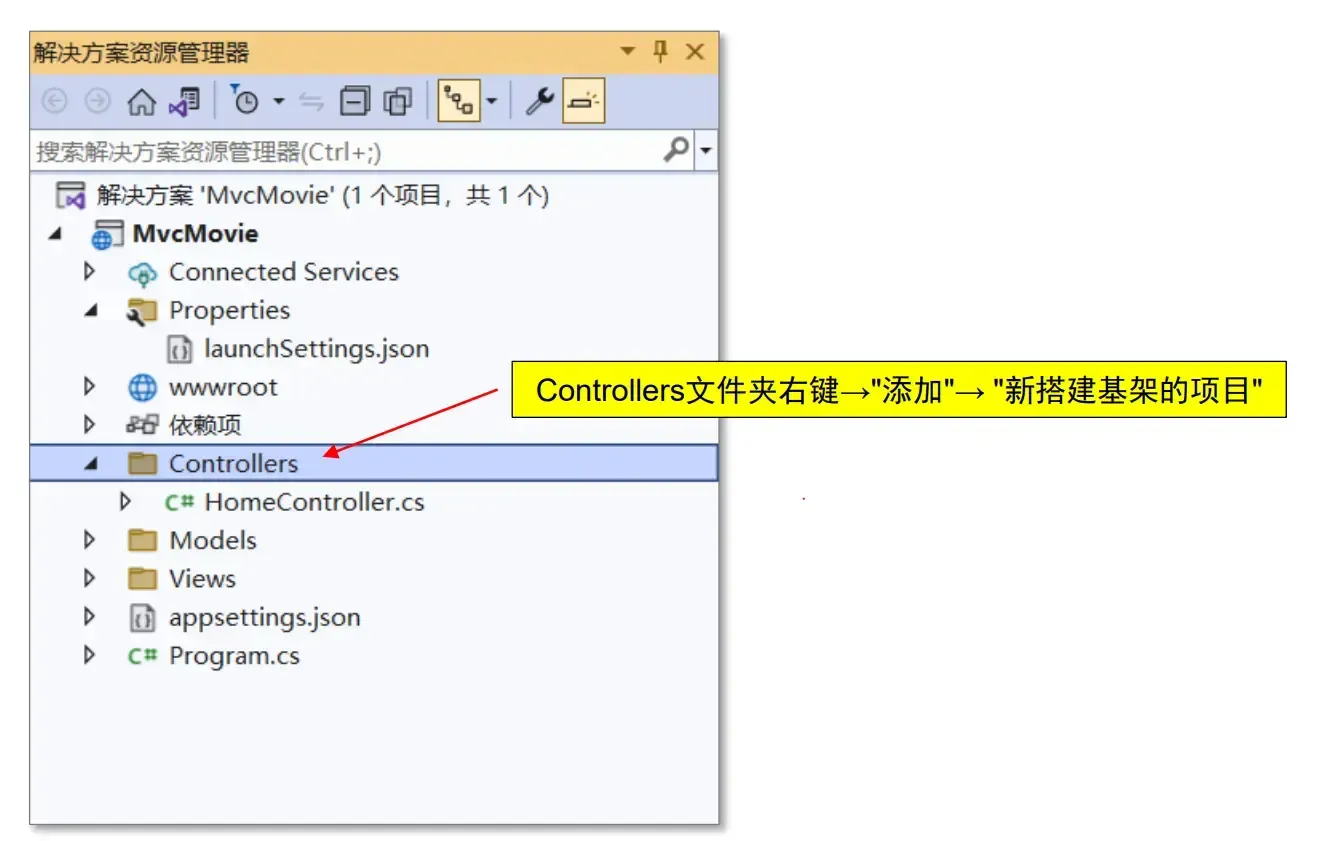 解决方案资源管理器
搜索解决方案资源管理器(Ctrl+;)
解决方案 'MvcMovie' (1 个项目，共 1 个)
MvcMovie
Connected Services
Properties
launchSettings.json
wwwroot
Controllers文件夹右键→"添加"→ "新搭建基架的项目"
依赖项
Controllers
C# HomeController.cs
Models
Views
appsettings.json
C# Program.cs